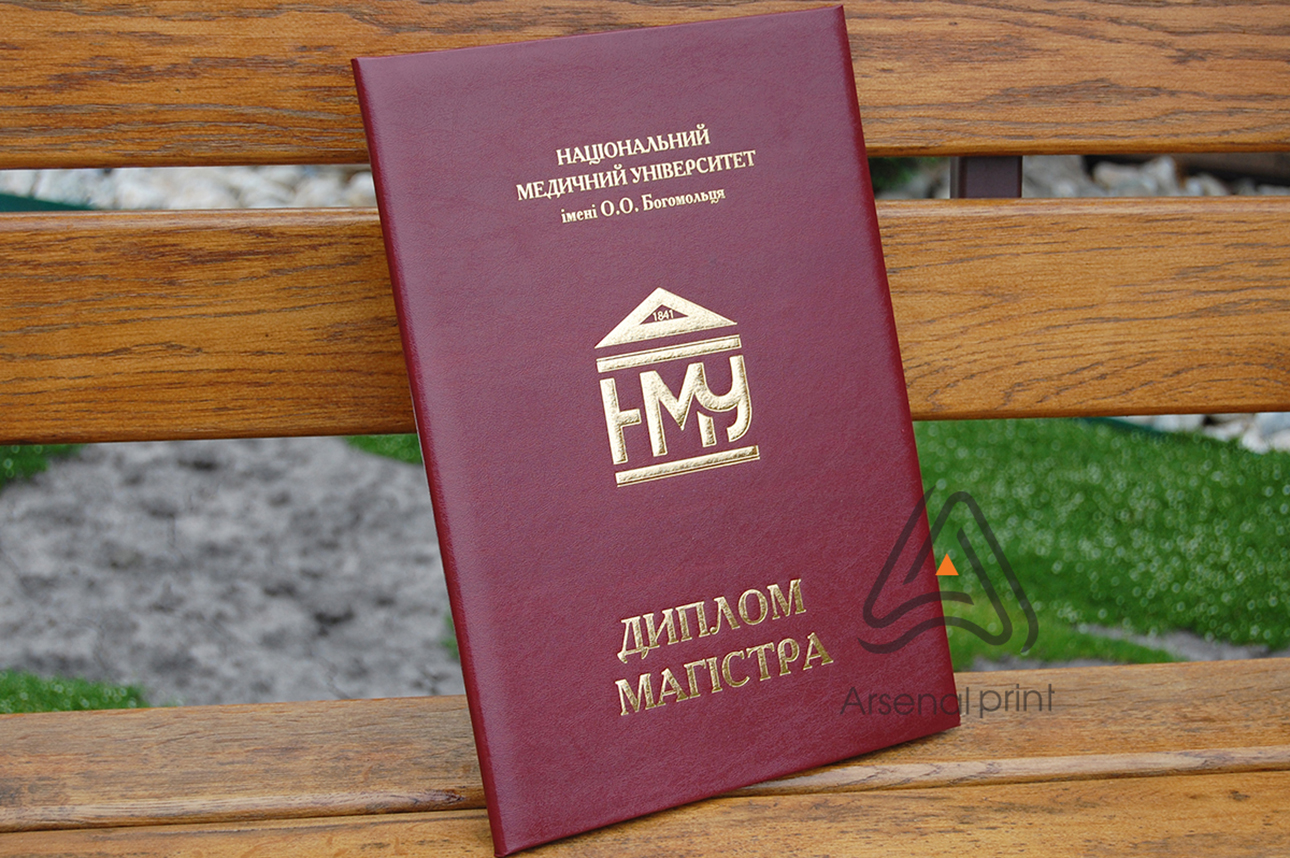 НАЦІОНАЛЬНИЙ
МЕДИЧНИЙ УНІВЕРСИТЕТ
імені О.О. Богомольця
1841
НМУ
ДИПЛОМ
МАГІСТРА
Arsenal print